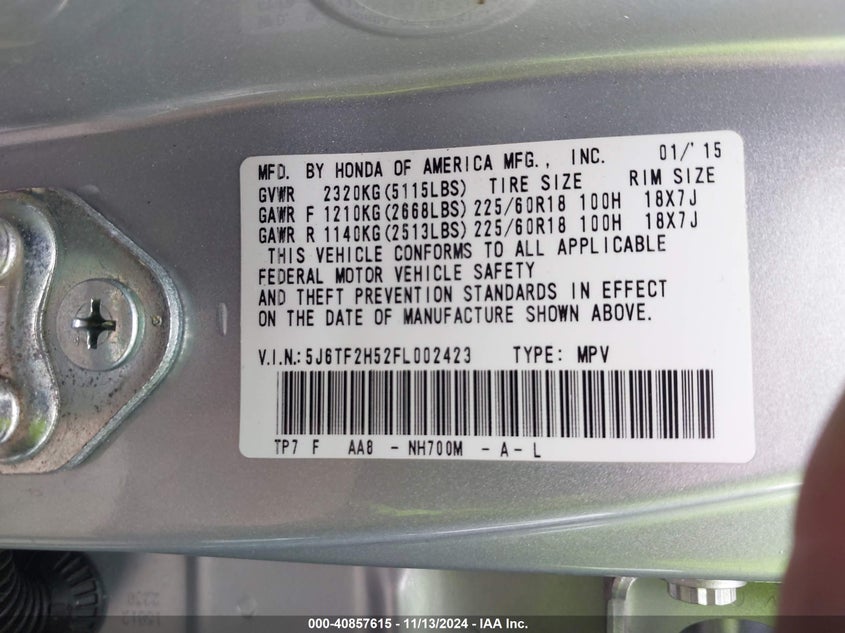 MFD. BY HONDA OF AMERICA MFG., INC. 01/'15
GVWR 2320KG(5115LBS) TIRE SIZE RIM SIZE
GAWR F 1210KG(2668LBS) 225/60R18 100H 18X7J
GAWR R 1140KG(2513LBS) 225/60R18 100H 18X7J
THIS VEHICLE CONFORMS TO ALL APPLICABLE
FEDERAL MOTOR VEHICLE SAFETY
AND THEFT PREVENTION STANDARDS IN EFFECT
ON THE DATE OF MANUFACTURE SHOWN ABOVE.
V.I.N.: 5J6TF2H52FL002423 TYPE: MPV
TP7 F AA8 - NH700M - A - L
000-40857615 - 11/13/2024 - IAA Inc.